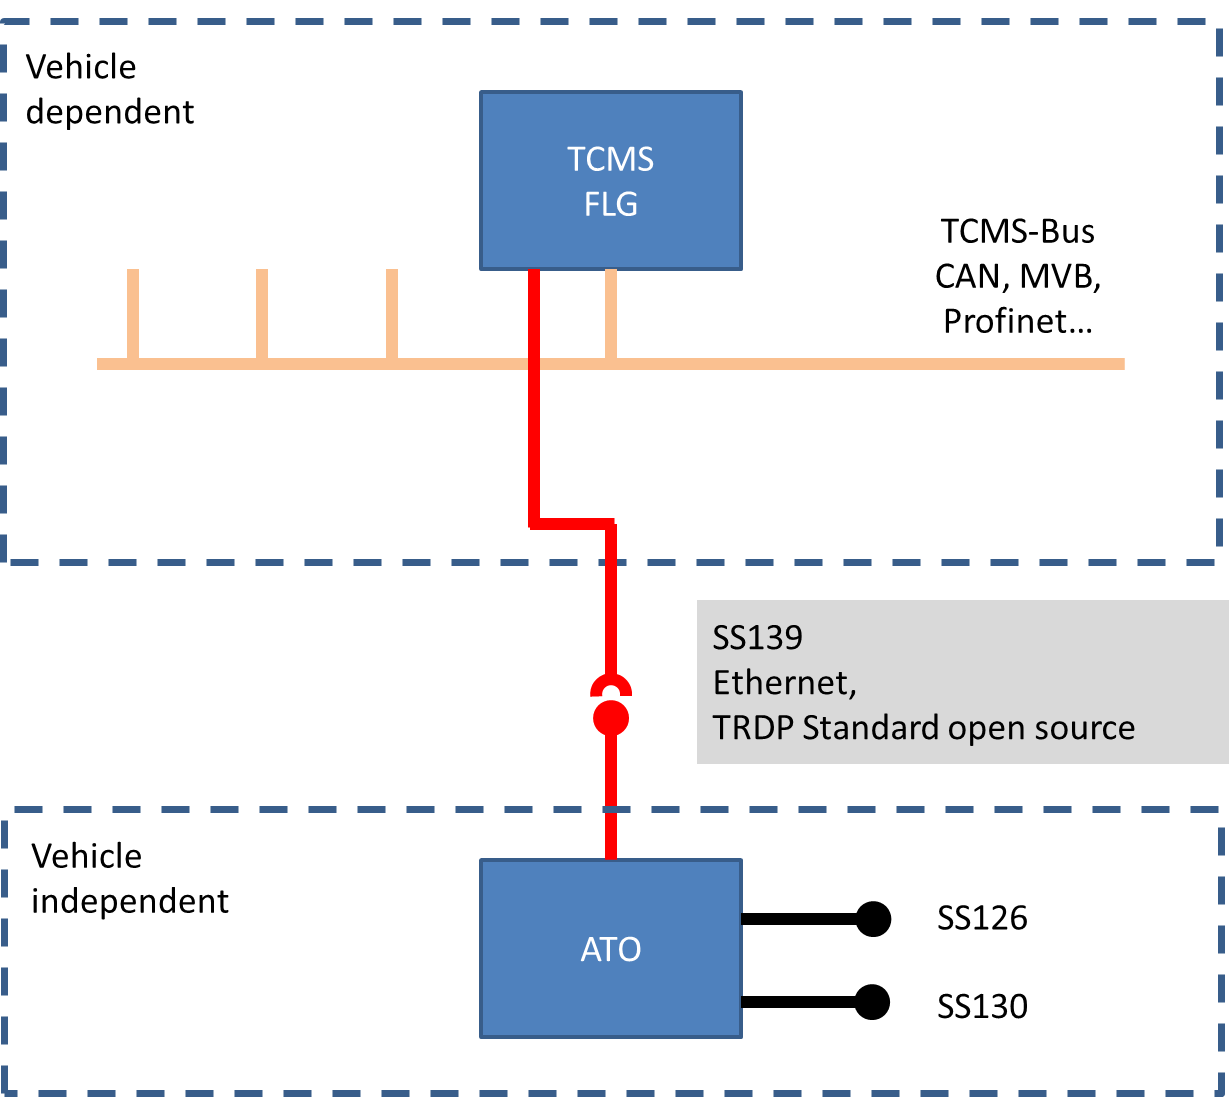 Vehicle
dependent
TCMS
FLG
TCMS-Bus
CAN, MVB,
Profinet...
SS139
Ethernet,
TRDP Standard open source
Vehicle
independent
ATO
SS126
SS130